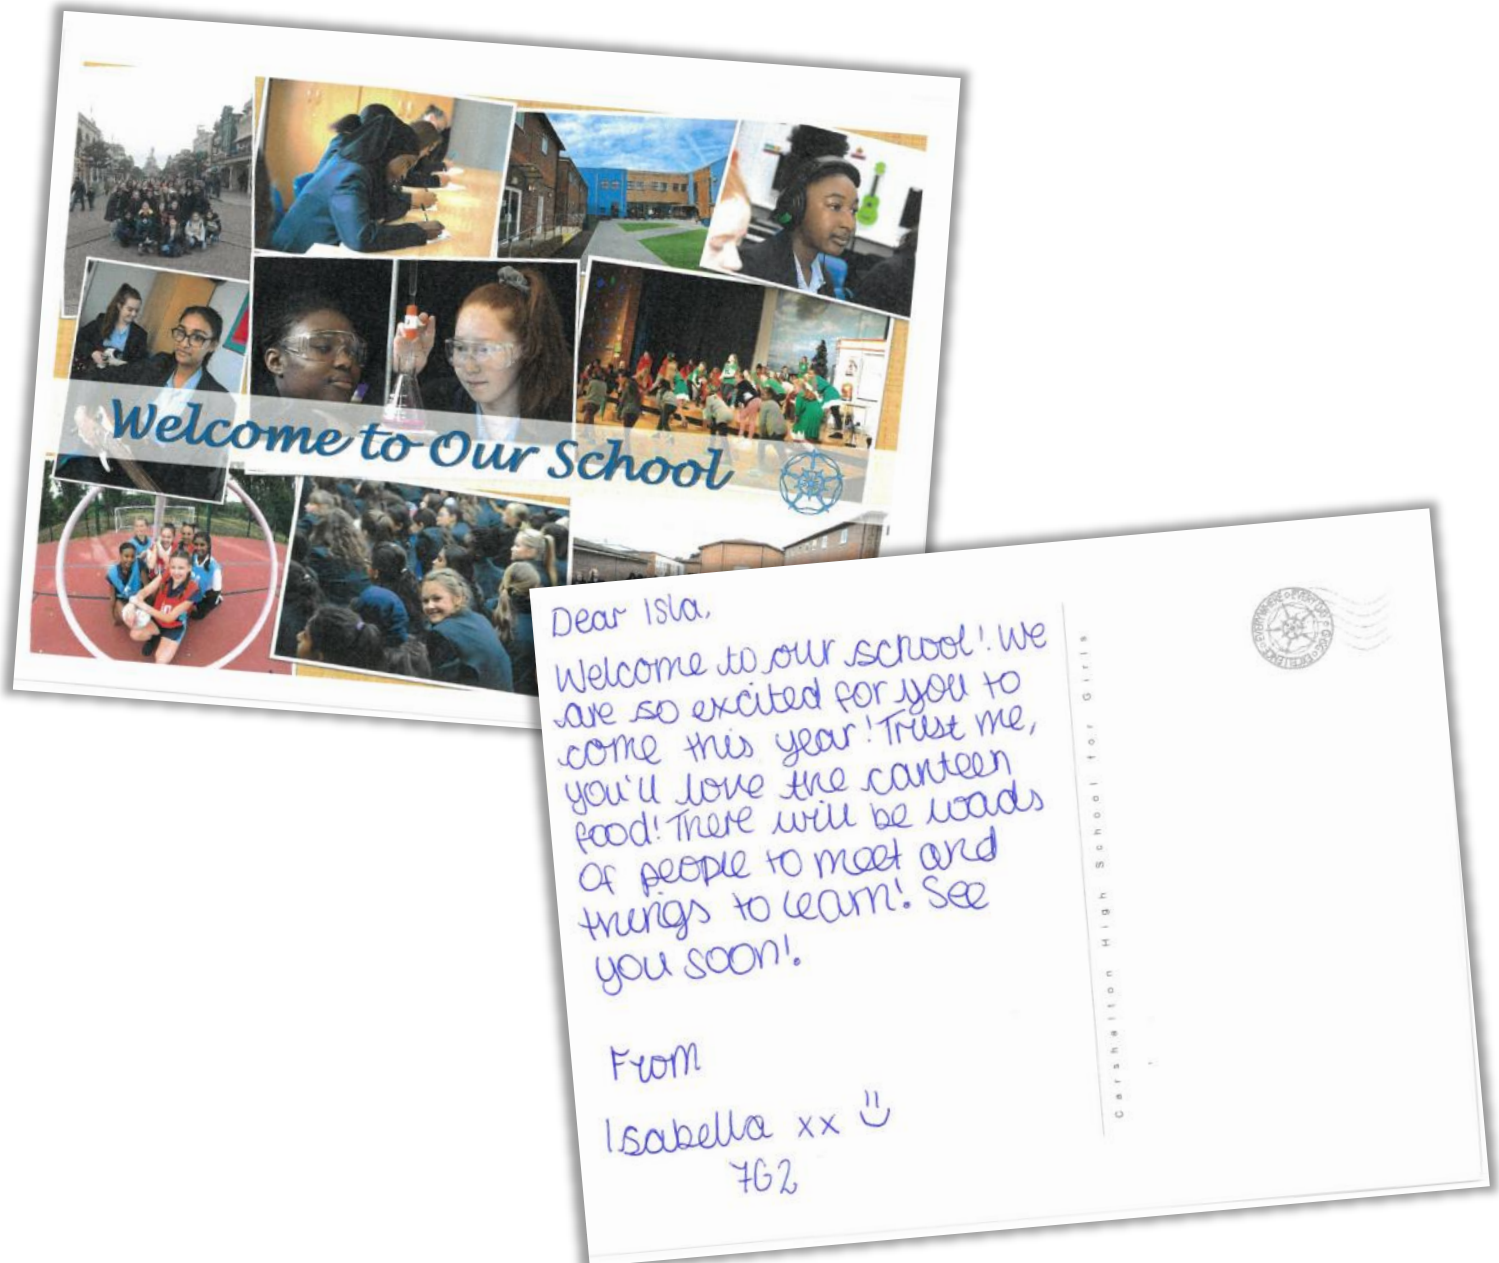 Welcome to Our School
Dear Isla,
Welcome to our school! We
are so excited for you to
come this year! Trust me,
you'll love the canteen
food! There will be loads
of people to meet and
things to learn! See
you soon!.
From
Isabella xx
7G2
Carshalton High School for Girls